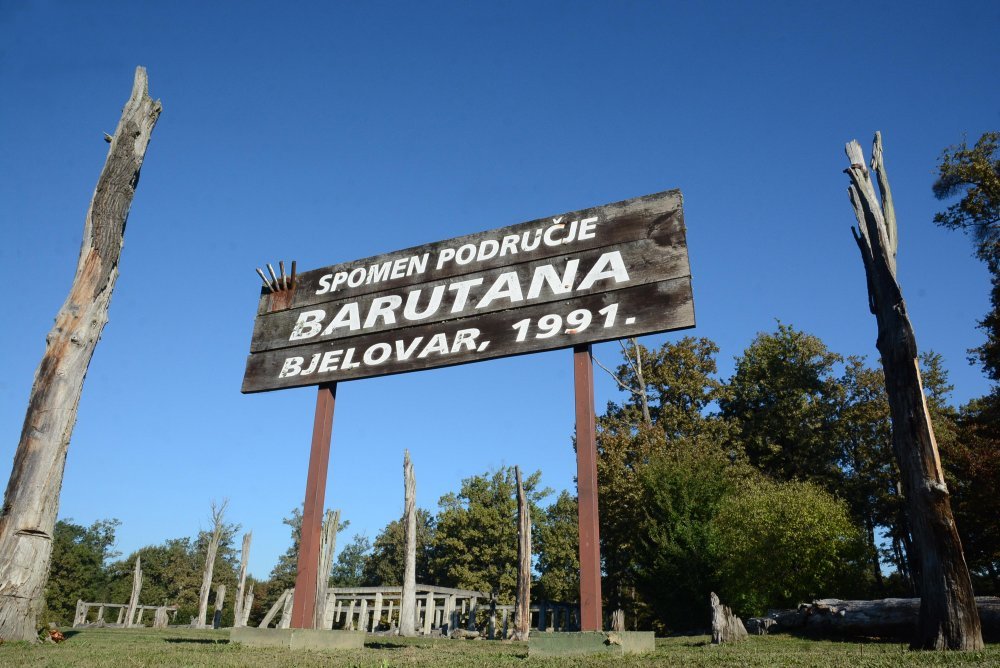 SPOMEN PODRUČJE
BARUTANA
BJELOVAR, 1991.